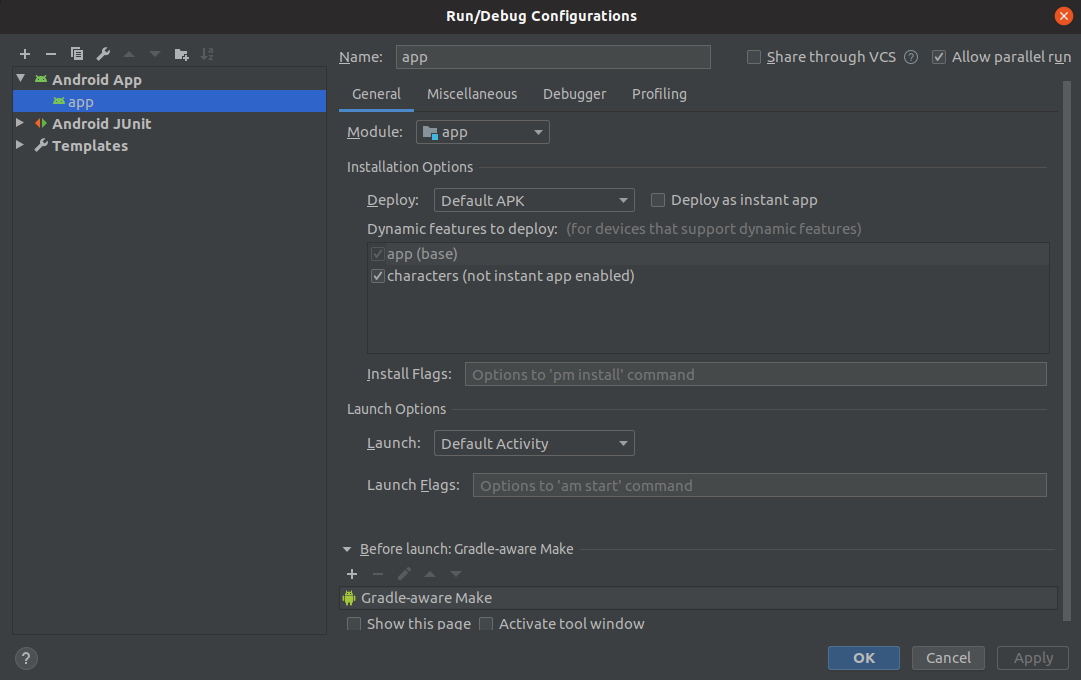 Run/Debug Configurations
Name: app
Share through VCS ?
Allow parallel run
Android App
app
Android JUnit
Templates
General Miscellaneous Debugger Profiling
Module: app
Installation Options
Deploy: Default APK
Deploy as instant app
Dynamic features to deploy: (for devices that support dynamic features)
app (base)
characters (not instant app enabled)
Install Flags: Options to 'pm install' command
Launch Options
Launch: Default Activity
Launch Flags: Options to 'am start' command
Before launch: Gradle-aware Make
Gradle-aware Make
Show this page Activate tool window
? OK Cancel Apply